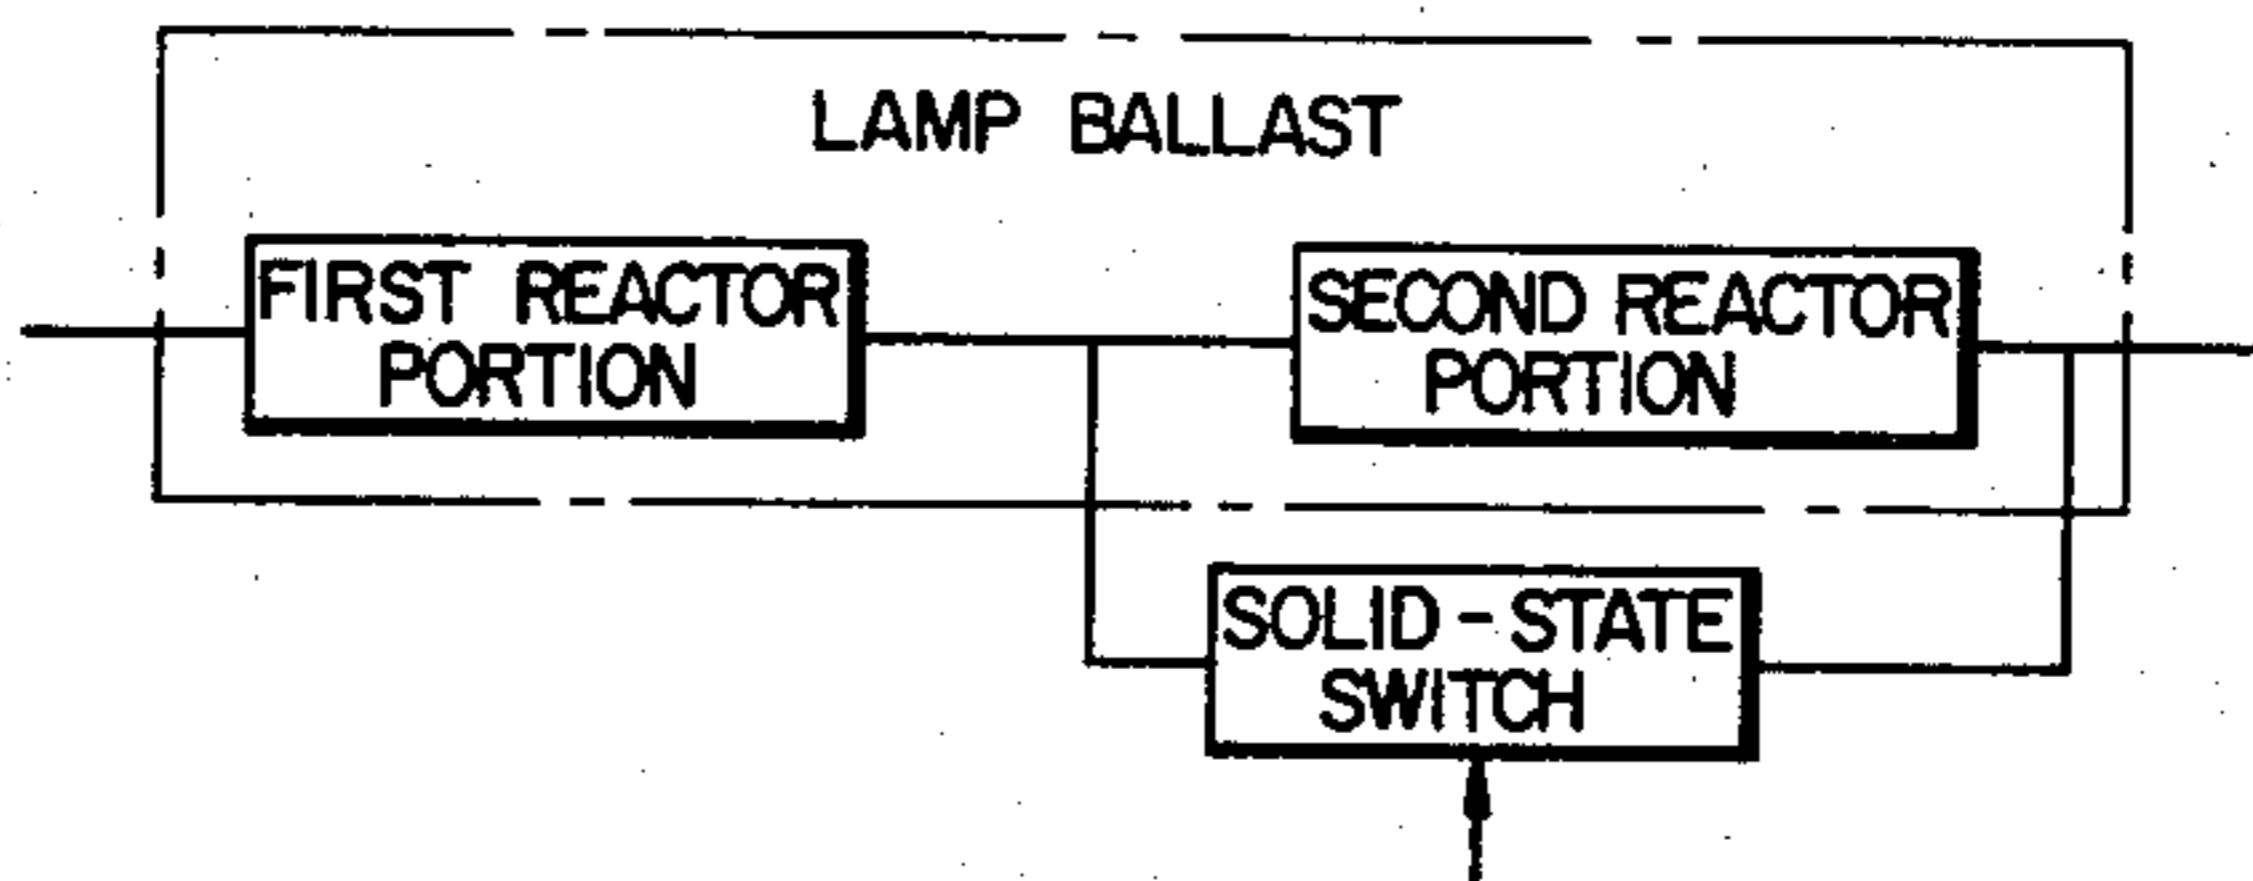 LAMP BALLAST
FIRST REACTOR
PORTION
SECOND REACTOR
PORTION
SOLID-STATE
SWITCH